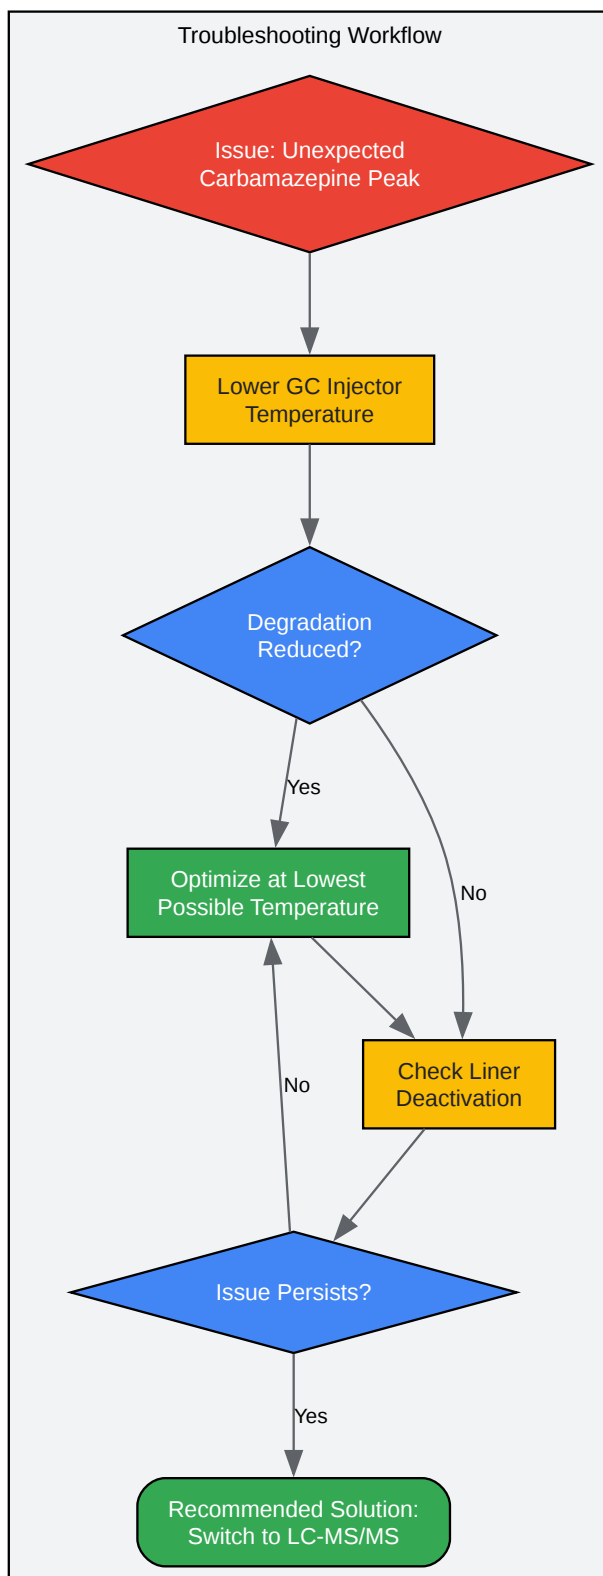 Troubleshooting Workflow
Issue: Unexpected
Carbamazepine Peak
Lower GC Injector
Temperature
Degradation
Reduced?
Yes
Optimize at Lowest
Possible Temperature
No
Check Liner
Deactivation
No
Issue Persists?
Yes
Recommended Solution:
Switch to LC-MS/MS